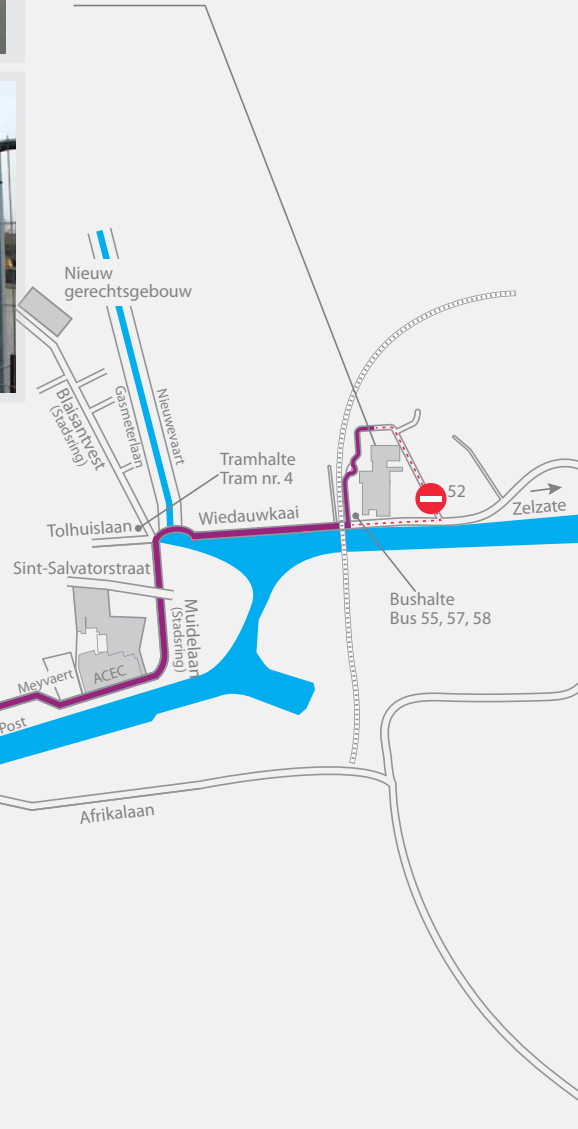 Nieuw
gerechtsgebouw
Blaisantvest
(Stadsring)
Gasmeterlaan
Nieuwevaart
Tramhalte
Tram nr. 4
52
Zelzate
Wiedauwkaai
Tolhuislaan
Sint-Salvatorstraat
Bushalte
Bus 55, 57, 58
Muidelaan
(Stadsring)
Meyvaert
ACEC
Post
Afrikalaan